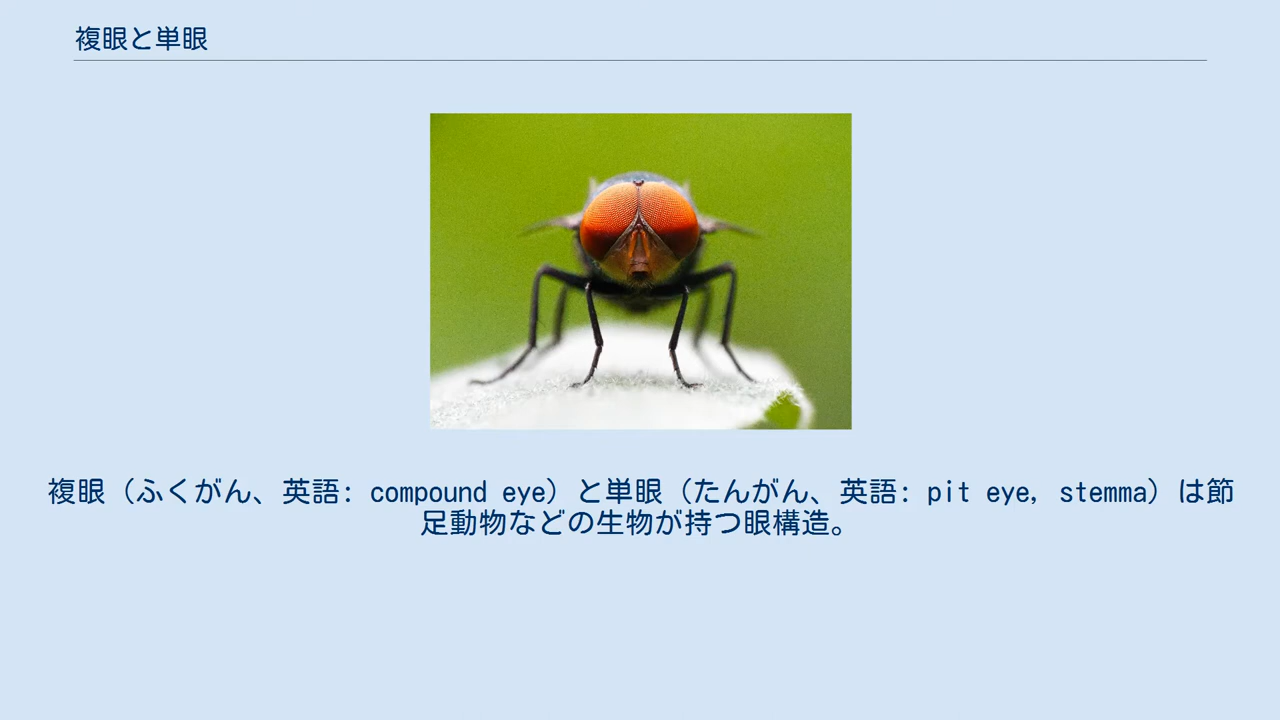 複眼と単眼
複眼（ふくがん、英語: compound eye）と単眼（たんがん、英語: pit eye, stemma）は節
足動物などの生物が持つ眼構造。